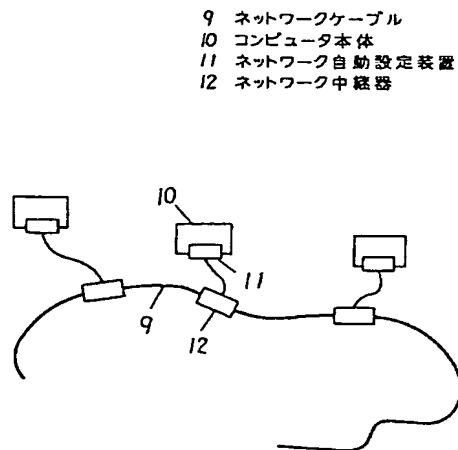 9 ネットワークケーブル
10 コンピュータ本体
11 ネットワーク自動設定装置
12 ネットワーク中継器
10
11
9
12